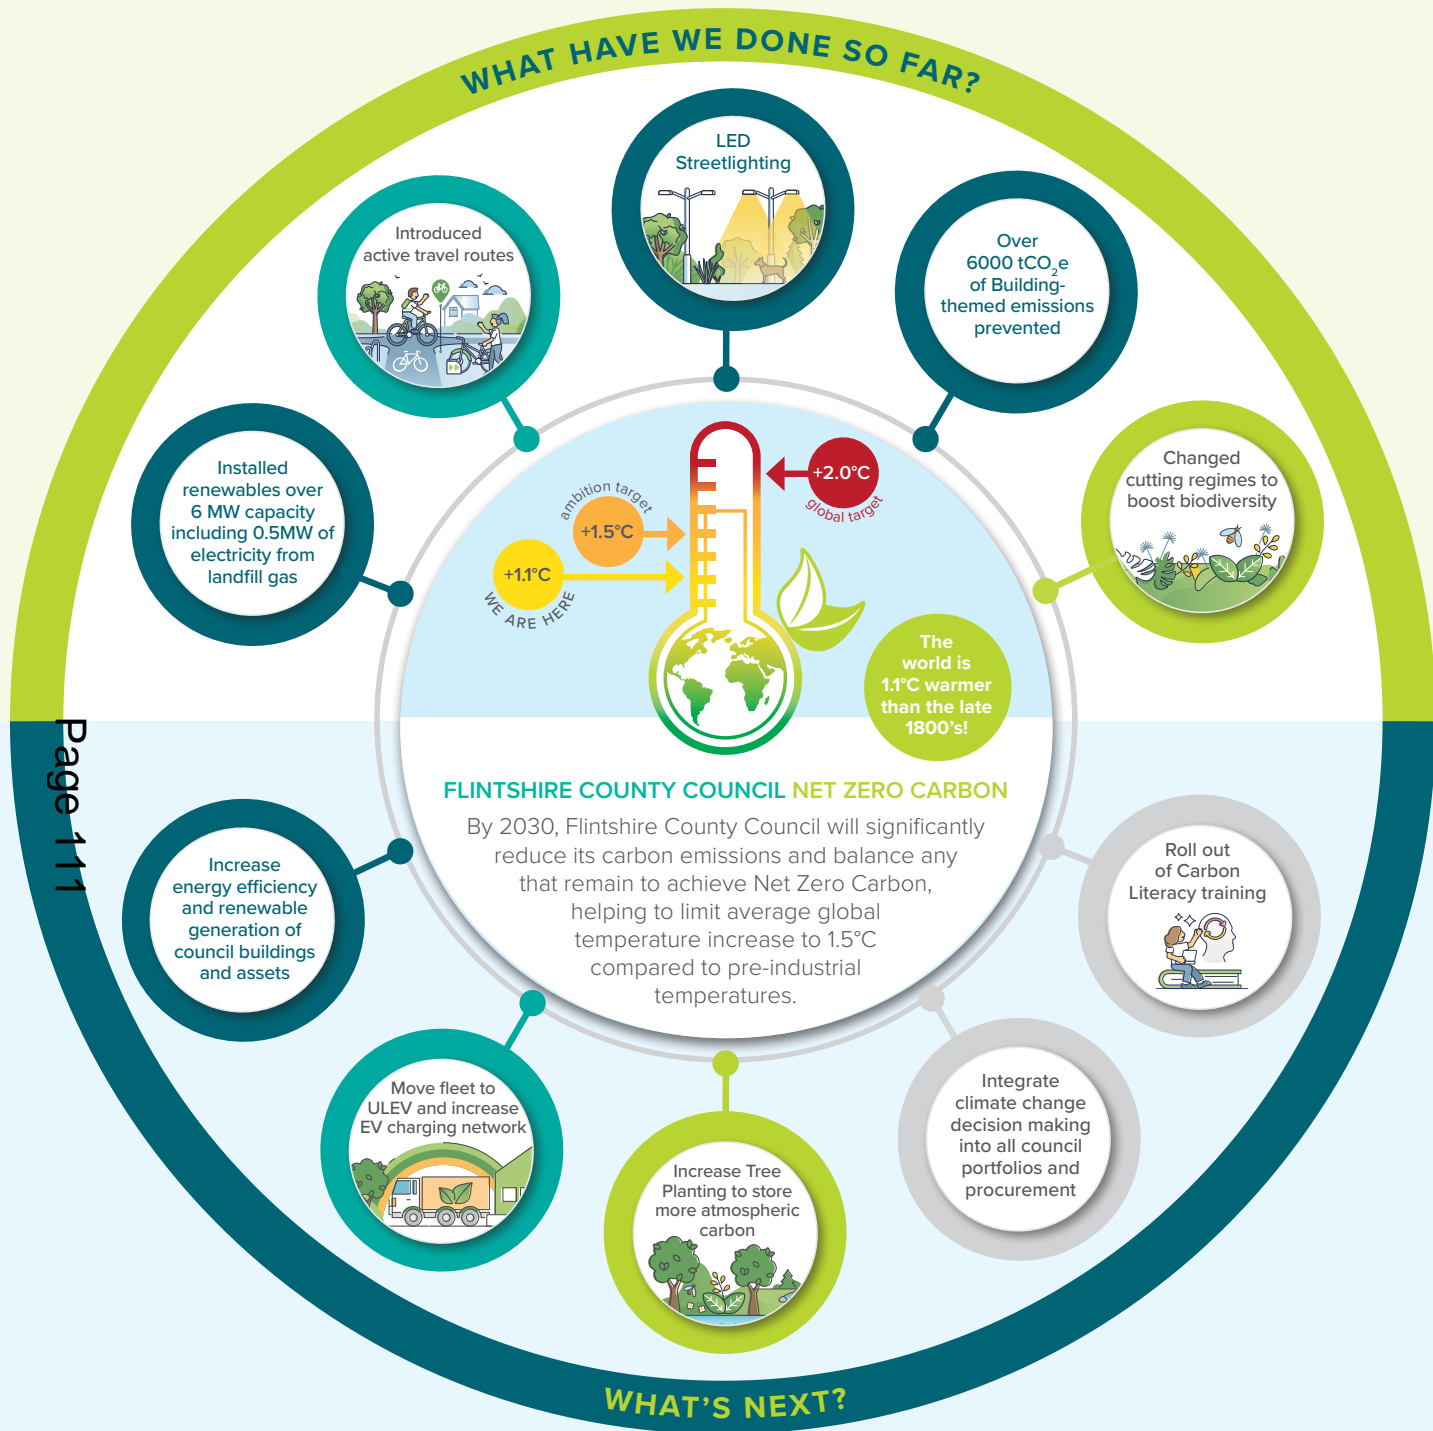 WHAT HAVE WE DONE SO FAR?
LED
Streetlighting
Introduced
active travel routes
Over
6000 tCO₂e
of Building-
themed emissions
prevented
Installed
renewables over
6 MW capacity
including 0.5MW of
electricity from
landfill gas
Changed
cutting regimes to
boost biodiversity
+2.0°C
global target
ambition target
+1.5°C
+1.1°C
WE ARE HERE
The
world is
1.1°C warmer
than the late
1800's!
Page 111
FLINTSHIRE COUNTY COUNCIL NET ZERO CARBON
By 2030, Flintshire County Council will significantly
reduce its carbon emissions and balance any
that remain to achieve Net Zero Carbon,
helping to limit average global
temperature increase to 1.5°C
compared to pre-industrial
temperatures.
Increase
energy efficiency
and renewable
generation of
council buildings
and assets
Roll out
of Carbon
Literacy training
Move fleet to
ULEV and increase
EV charging network
Increase Tree
Planting to store
more atmospheric
carbon
Integrate
climate change
decision making
into all council
portfolios and
procurement
WHAT'S NEXT?